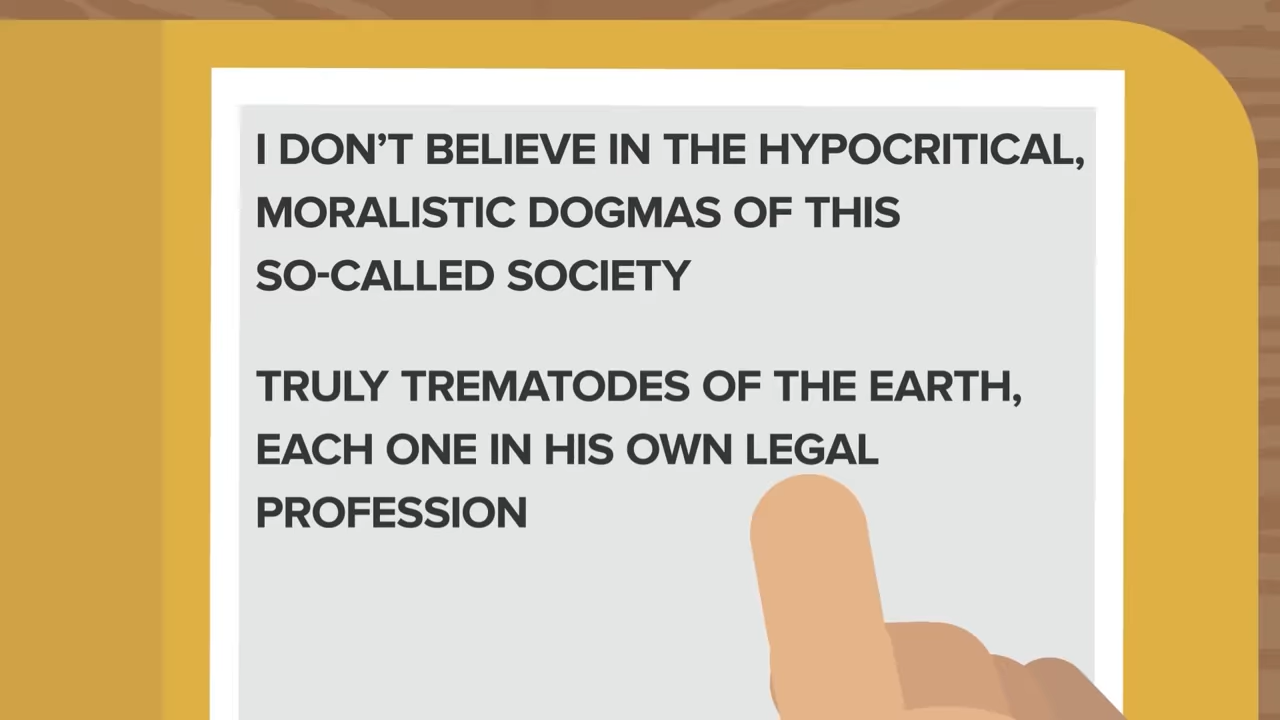 I DON’T BELIEVE IN THE HYPOCRITICAL,
MORALISTIC DOGMAS OF THIS
SO-CALLED SOCIETY
TRULY TREMATODES OF THE EARTH,
EACH ONE IN HIS OWN LEGAL
PROFESSION